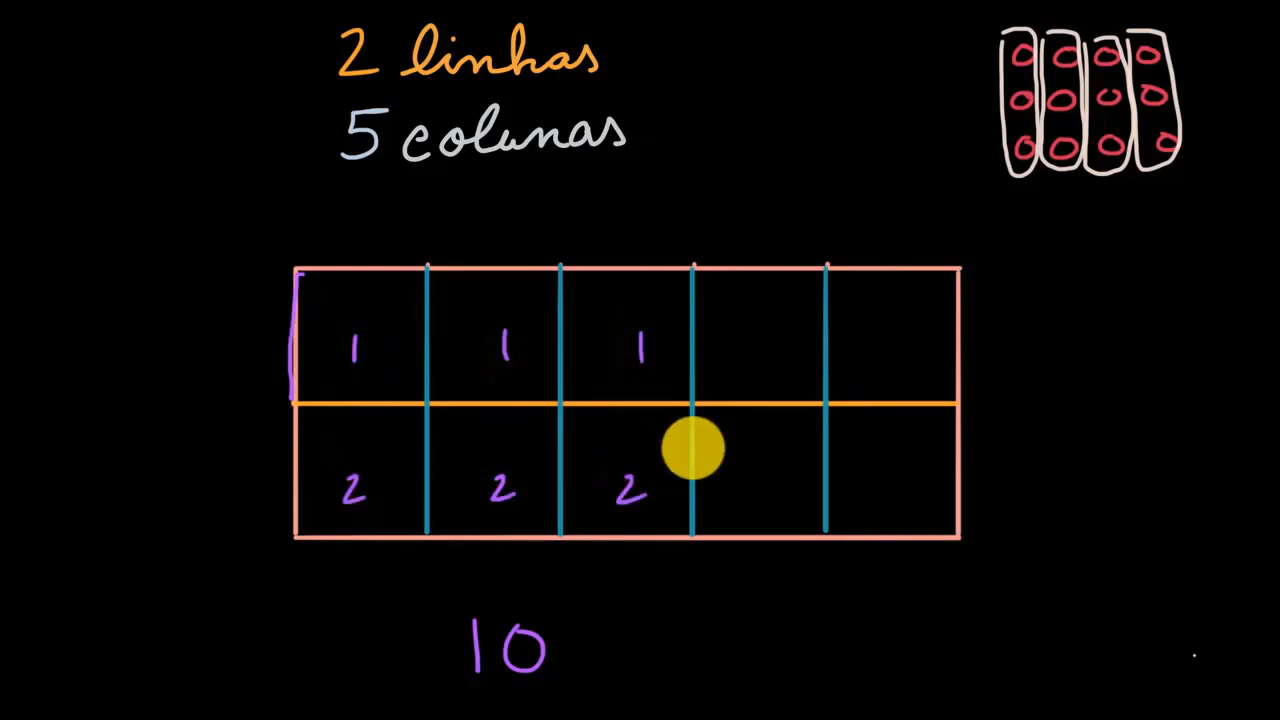 2 linhas
5 colunas
1 1 1
2 2 2
10